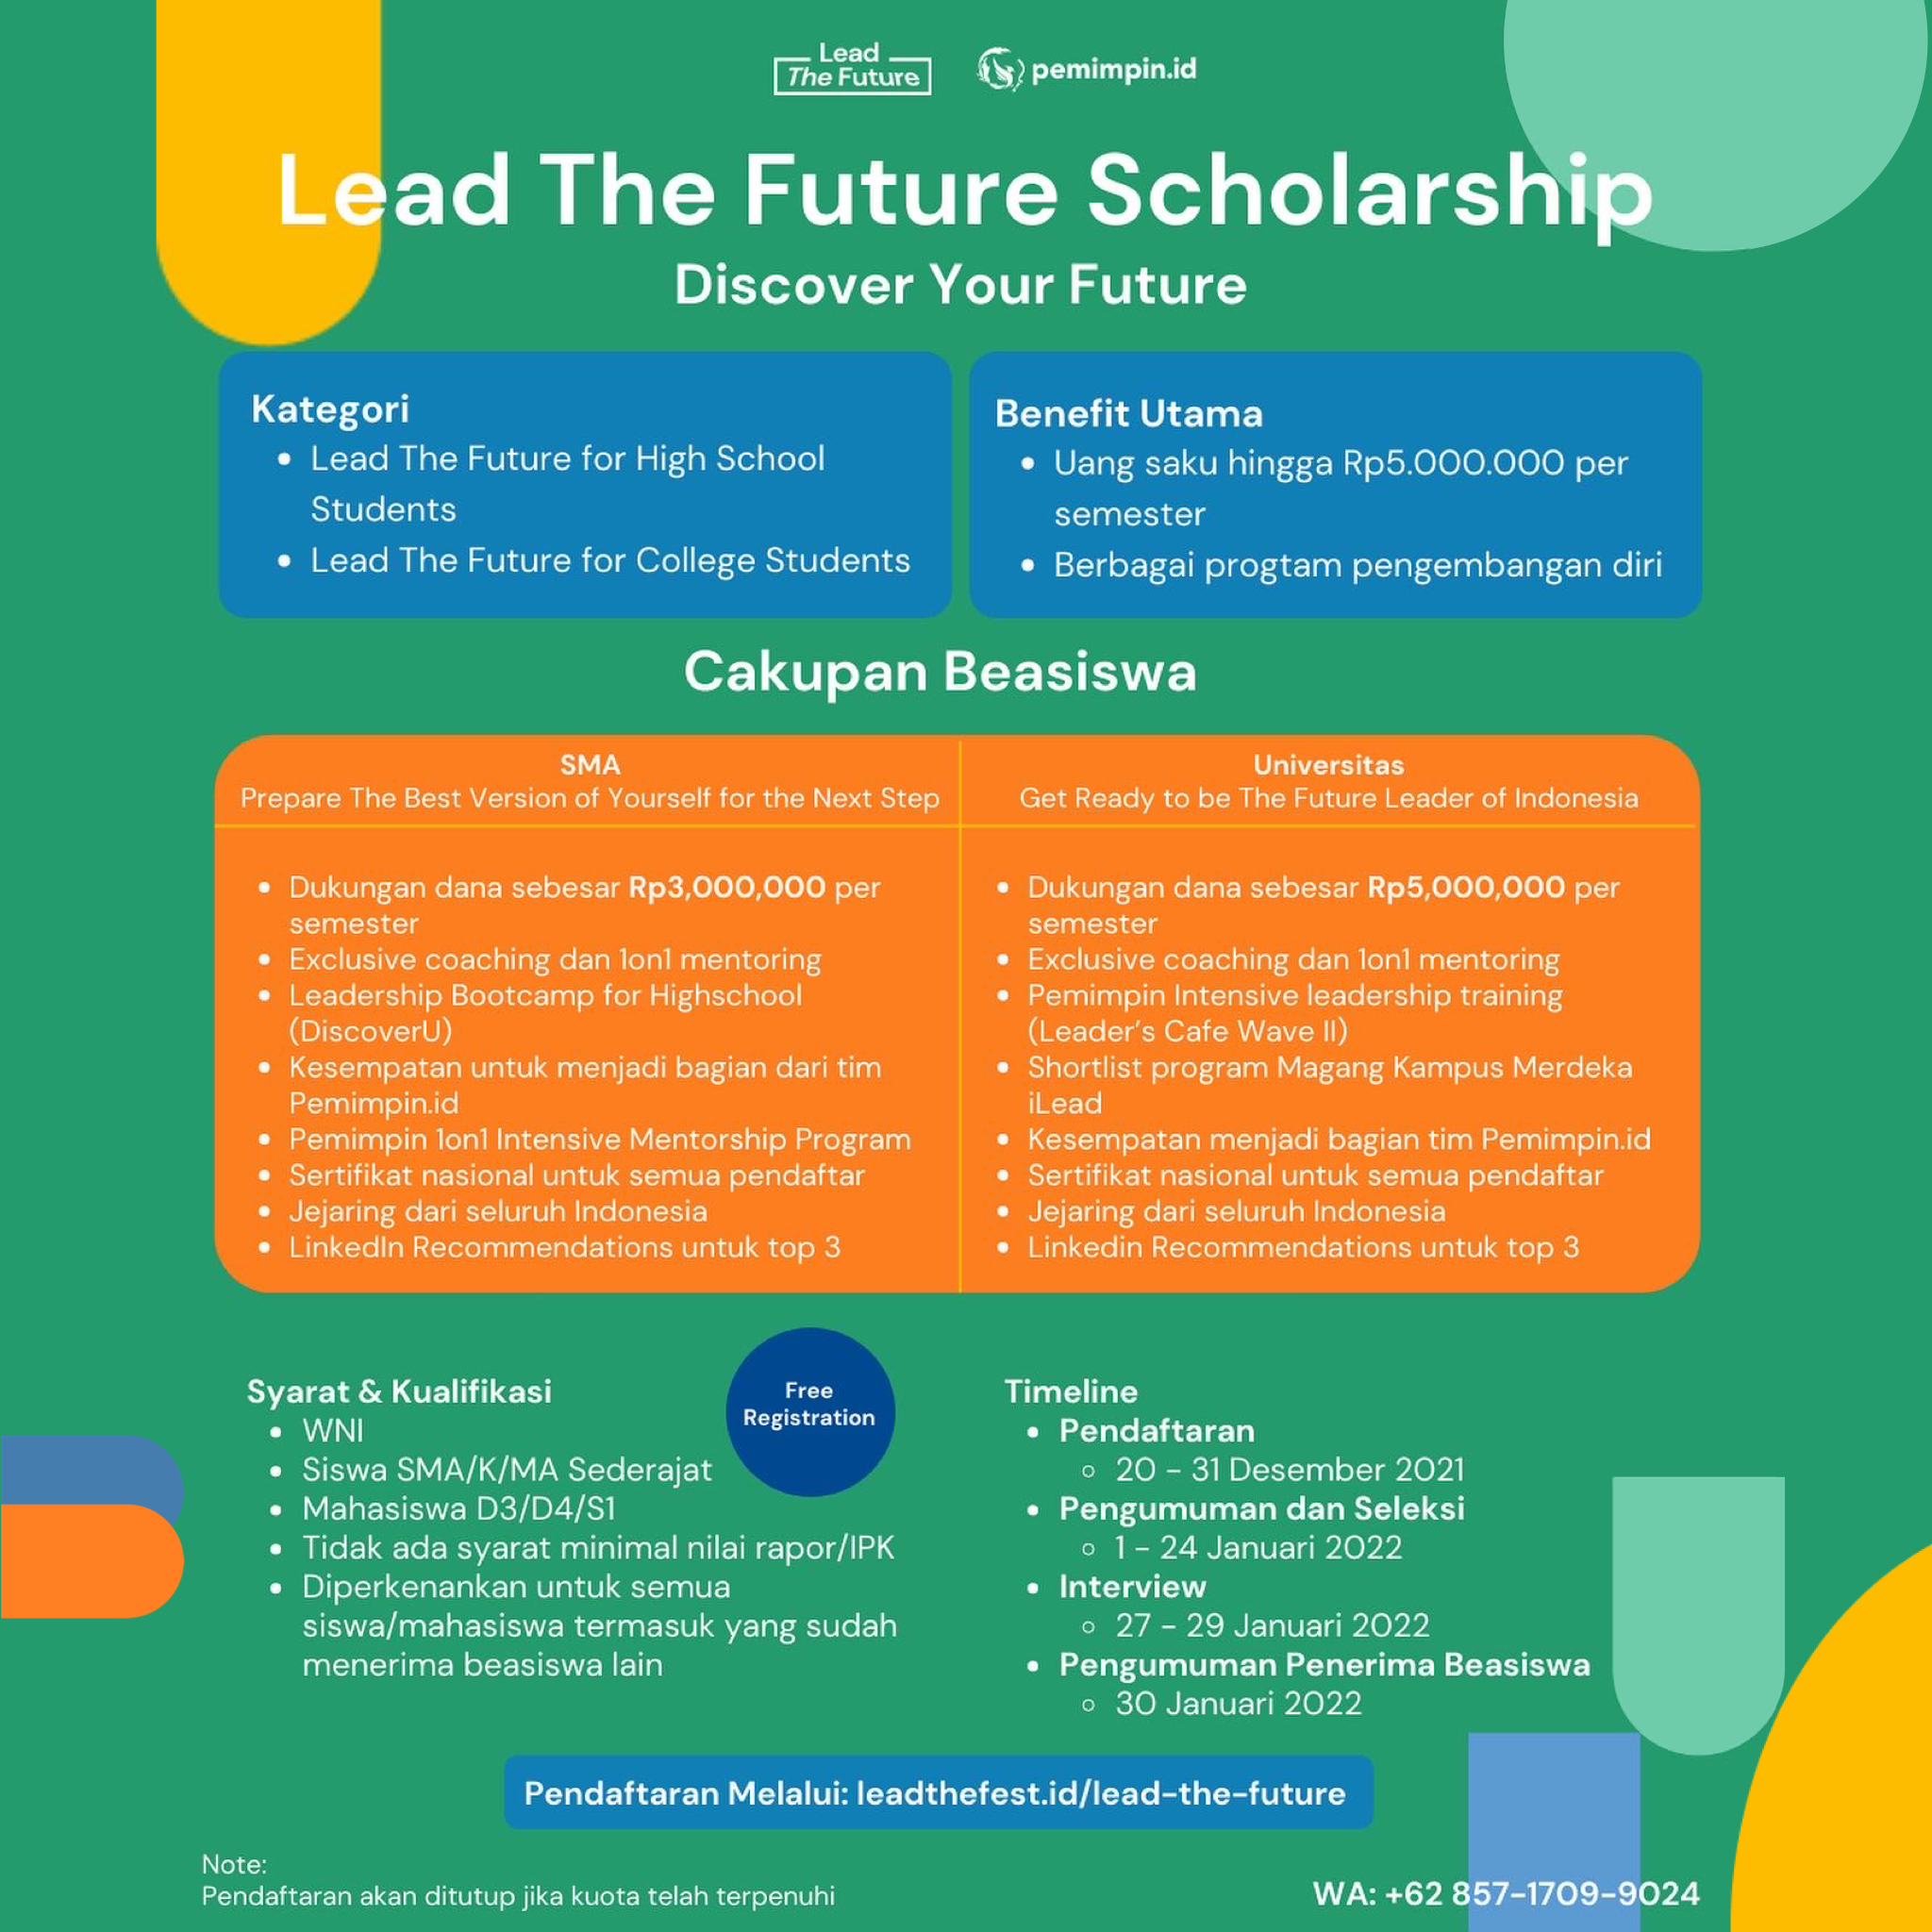 Lead
The Future
pemimpin.id
Lead The Future Scholarship
Discover Your Future
Kategori
• Lead The Future for High School
Students
• Lead The Future for College Students
Benefit Utama
• Uang saku hingga Rp5.000.000 per
semester
• Berbagai progtam pengembangan diri
Cakupan Beasiswa
SMA
Prepare The Best Version of Yourself for the Next Step
• Dukungan dana sebesar Rp3,000,000 per
semester
• Exclusive coaching dan 1on1 mentoring
• Leadership Bootcamp for Highschool
(DiscoverU)
• Kesempatan untuk menjadi bagian dari tim
Pemimpin.id
• Pemimpin 1on1 Intensive Mentorship Program
• Sertifikat nasional untuk semua pendaftar
• Jejaring dari seluruh Indonesia
• LinkedIn Recommendations untuk top 3
Universitas
Get Ready to be The Future Leader of Indonesia
• Dukungan dana sebesar Rp5,000,000 per
semester
• Exclusive coaching dan 1on1 mentoring
• Pemimpin Intensive leadership training
(Leader's Cafe Wave II)
• Shortlist program Magang Kampus Merdeka
iLead
• Kesempatan menjadi bagian tim Pemimpin.id
• Sertifikat nasional untuk semua pendaftar
• Jejaring dari seluruh Indonesia
• Linkedin Recommendations untuk top 3
Syarat & Kualifikasi
• WNI
• Siswa SMA/K/MA Sederajat
• Mahasiswa D3/D4/S1
• Tidak ada syarat minimal nilai rapor/IPK
• Diperkenankan untuk semua
siswa/mahasiswa termasuk yang sudah
menerima beasiswa lain
Free
Registration
Timeline
• Pendaftaran
◦ 20 – 31 Desember 2021
• Pengumuman dan Seleksi
◦ 1 – 24 Januari 2022
• Interview
◦ 27 – 29 Januari 2022
• Pengumuman Penerima Beasiswa
◦ 30 Januari 2022
Pendaftaran Melalui: leadthefest.id/lead-the-future
Note:
Pendaftaran akan ditutup jika kuota telah terpenuhi
WA: +62 857-1709-9024